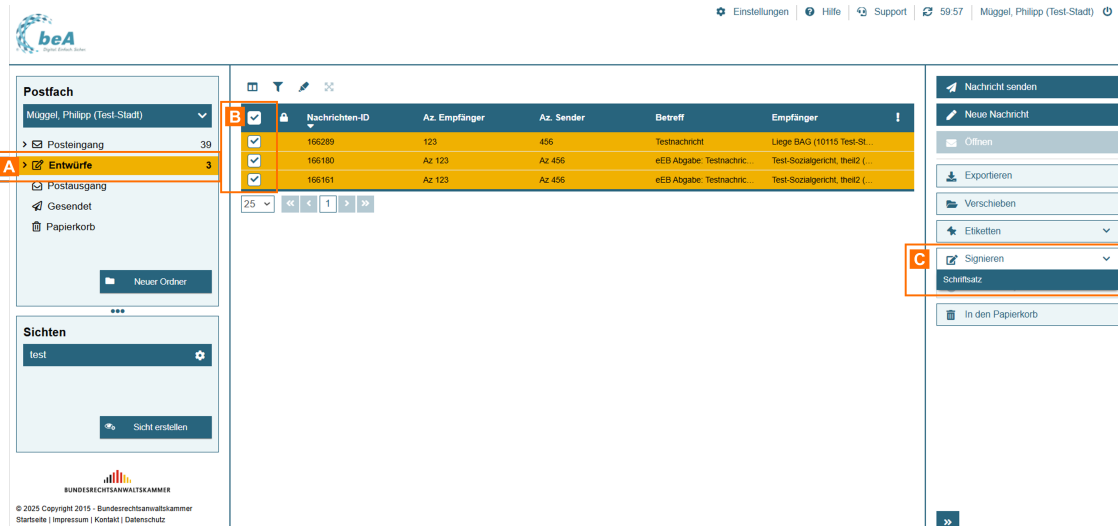 Einstellungen Hilfe Support 59:57 Müggel, Philipp (Test-Stadt)
beA
Digital. Einfach. Sicher.
Postfach
Müggel, Philipp (Test-Stadt)
Posteingang 39
A
Entwürfe 3
Postausgang
Gesendet
Papierkorb
Neuer Ordner
Sichten
test
Sicht erstellen
BUNDESRECHTSANWALTSKAMMER
© 2025 Copyright 2015 - Bundesrechtsanwaltskammer
Startseite | Impressum | Kontakt | Datenschutz
B
Nachrichten-ID Az. Empfänger Az. Sender Betreff Empfänger !
166289 123 456 Testnachricht Liege BAG (10115 Test-St...
166180 Az 123 Az 456 eEB Abgabe: Testnachric... Test-Sozialgericht, theil2 (...
166161 Az 123 Az 456 eEB Abgabe: Testnachric... Test-Sozialgericht, theil2 (...
25 « < 1 > »
Nachricht senden
Neue Nachricht
Öffnen
Exportieren
Verschieben
Etiketten
C
Signieren
Schriftsatz
In den Papierkorb
»